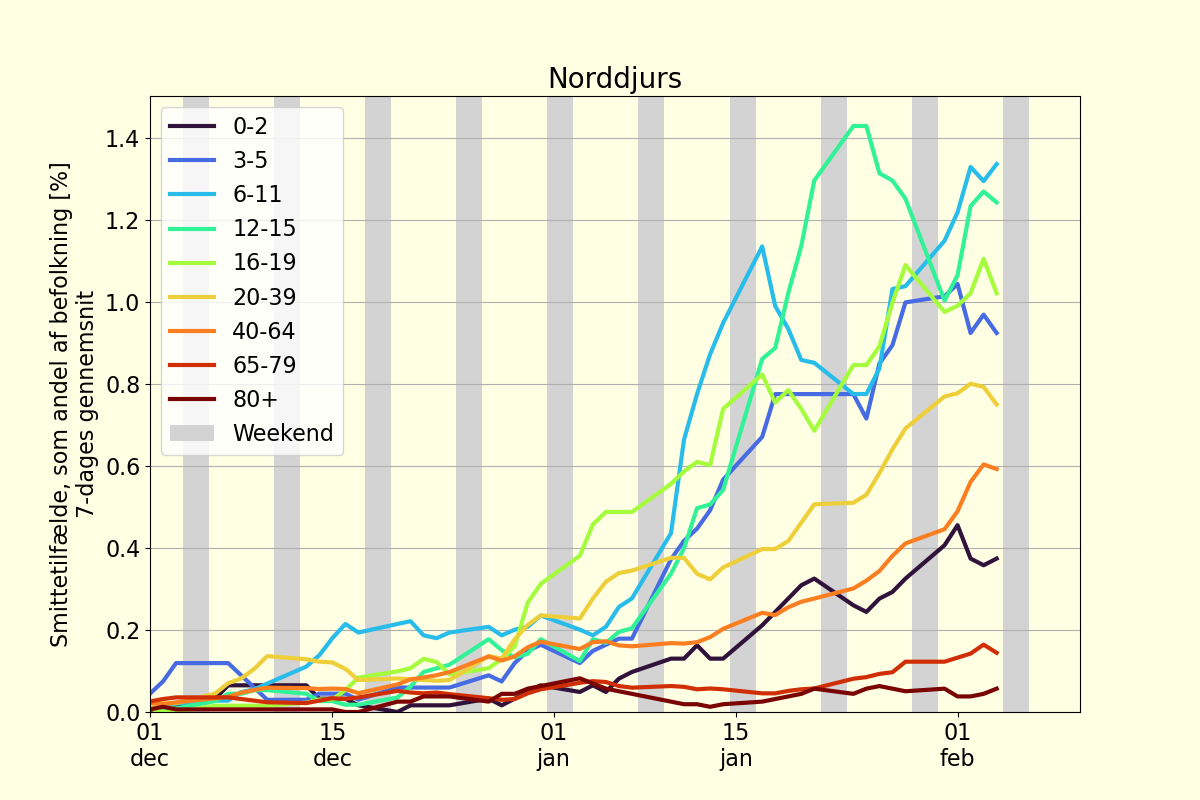 Norddjurs
Smittetilfælde, som andel af befolkning [%]
7-dages gennemsnit
1.4
1.2
1.0
0.8
0.6
0.4
0.2
0.0
0-2
3-5
6-11
12-15
16-19
20-39
40-64
65-79
80+
Weekend
01 15 01 15 01
dec dec jan jan feb